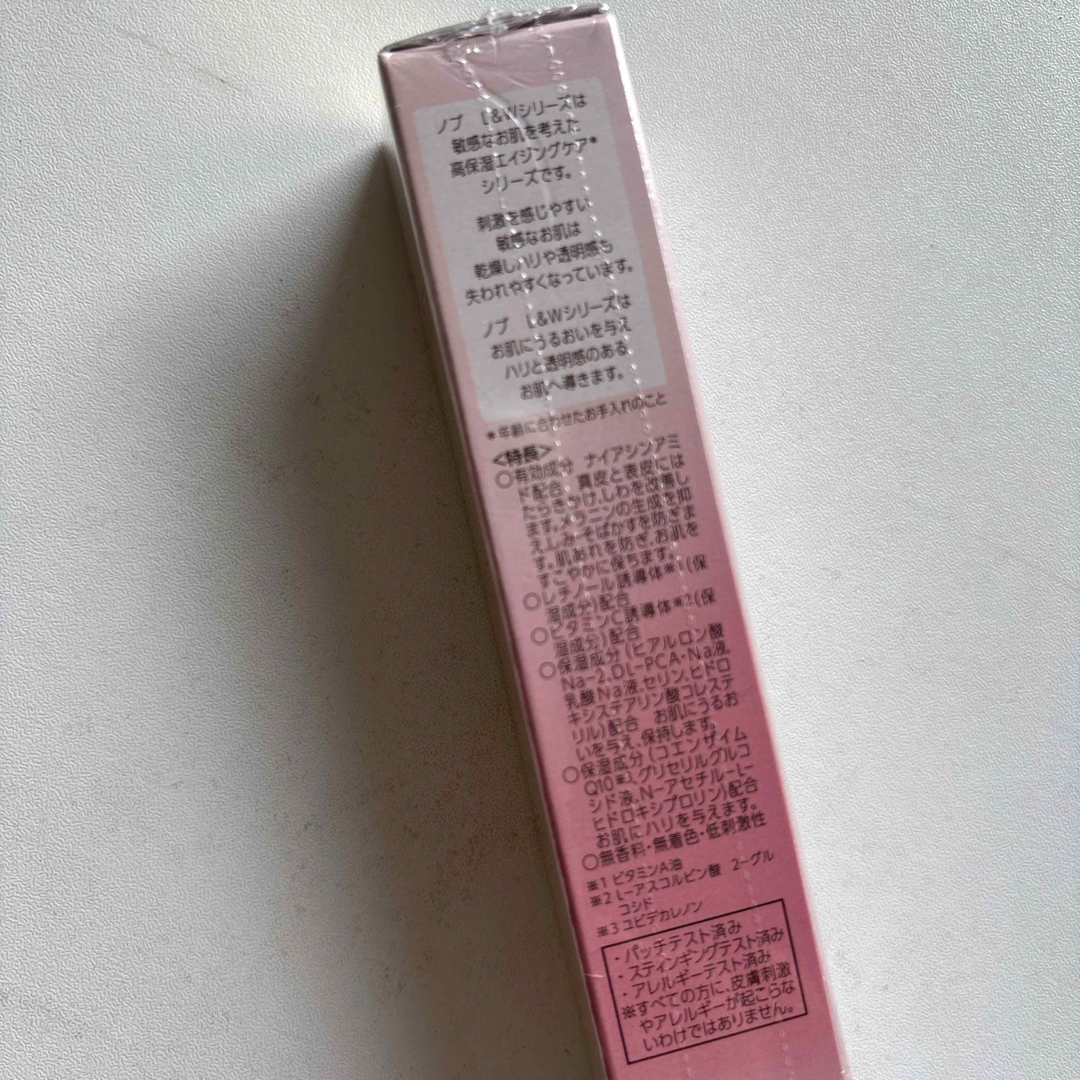 ノブ L&Wシリーズは
敏感なお肌を考えた
高保湿エイジングケア*
シリーズです。
刺激を感じやすい
敏感なお肌は
乾燥しハリや透明感も
失われやすくなっています。
ノブ L&Wシリーズは
お肌にうるおいを与え
ハリと透明感のある
お肌へ導きます。
*年齢に合わせたお手入れのこと
<特長>
○有効成分 ナイアシンアミ
ド配合 真皮と表皮には
たらきかけ、しわを改善し
ます。メラニンの生成を抑
え、しみ・そばかすを防ぎま
す。肌あれを防ぎ、お肌を
すこやかに保ちます。
○レチノール誘導体※1(保
湿成分)配合
○ビタミンC誘導体※2(保
湿成分)配合
○保湿成分(ヒアルロン酸
Na-2、DL-PCA・Na液、
乳酸Na液、セリン、ヒドロ
キシステアリン酸コレステ
リル)配合 お肌にうるお
いを与え、保持します。
○保湿成分(コエンザイム
Q10※3、グリセリルグルコ
シド液、N-アセチル-L-
ヒドロキシプロリン)配合
お肌にハリを与えます。
○無香料・無着色・低刺激性
※1 ビタミンA油
※2 L-アスコルビン酸 2-グル
コシド
※3 ユビデカレノン
・パッチテスト済み
・スティンギングテスト済み
・アレルギーテスト済み
※すべての方に、皮膚刺激
やアレルギーが起こらな
いわけではありません。